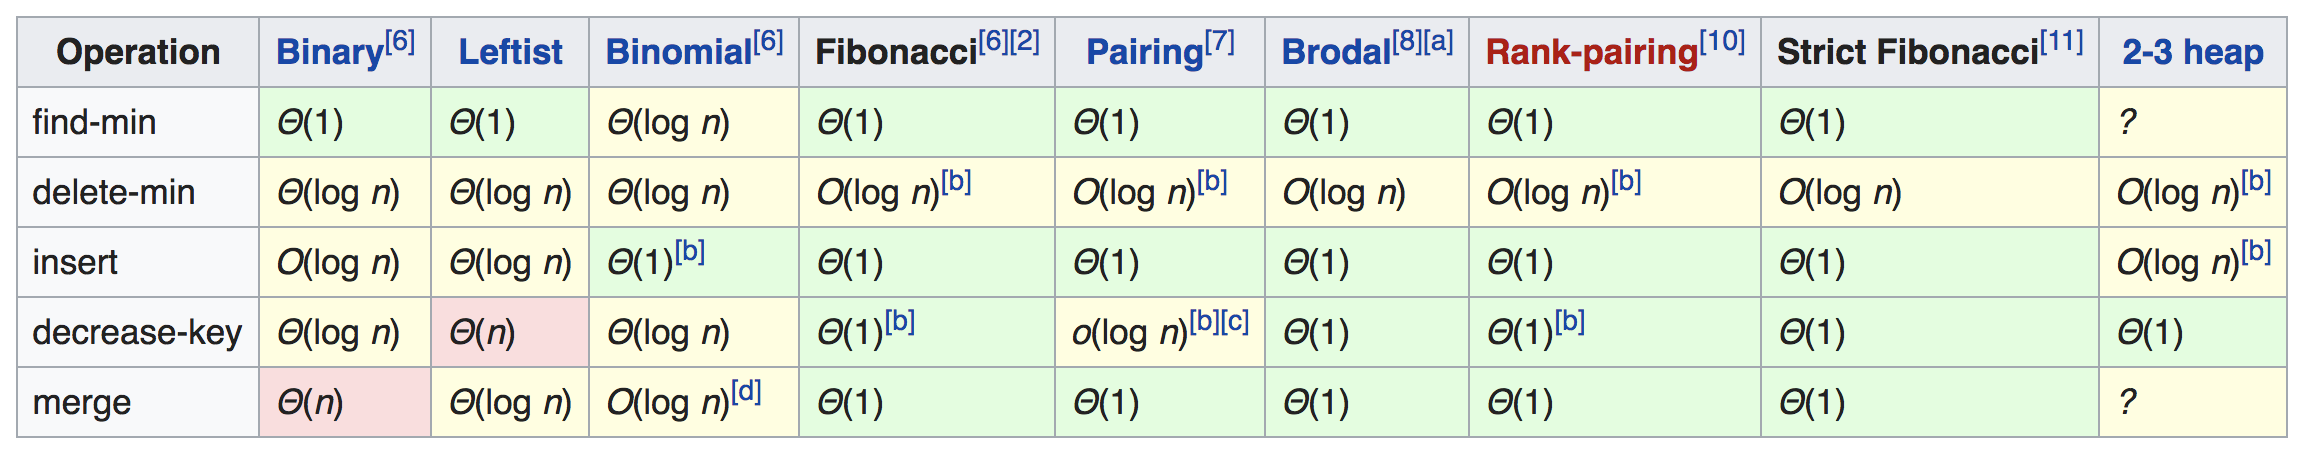 Operation Binary[6] Leftist Binomial[6] Fibonacci[6][2] Pairing[7] Brodal[8][a] Rank-pairing[10] Strict Fibonacci[11] 2-3 heap
find-min Θ(1) Θ(1) Θ(log n) Θ(1) Θ(1) Θ(1) Θ(1) Θ(1) ?
delete-min Θ(log n) Θ(log n) Θ(log n) O(log n)[b] O(log n)[b] O(log n) O(log n)[b] O(log n) O(log n)[b]
insert O(log n) Θ(log n) Θ(1)[b] Θ(1) Θ(1) Θ(1) Θ(1) Θ(1) O(log n)[b]
decrease-key Θ(log n) Θ(n) Θ(log n) Θ(1)[b] o(log n)[b][c] Θ(1) Θ(1)[b] Θ(1) Θ(1)
merge Θ(n) Θ(log n) O(log n)[d] Θ(1) Θ(1) Θ(1) Θ(1) Θ(1) ?